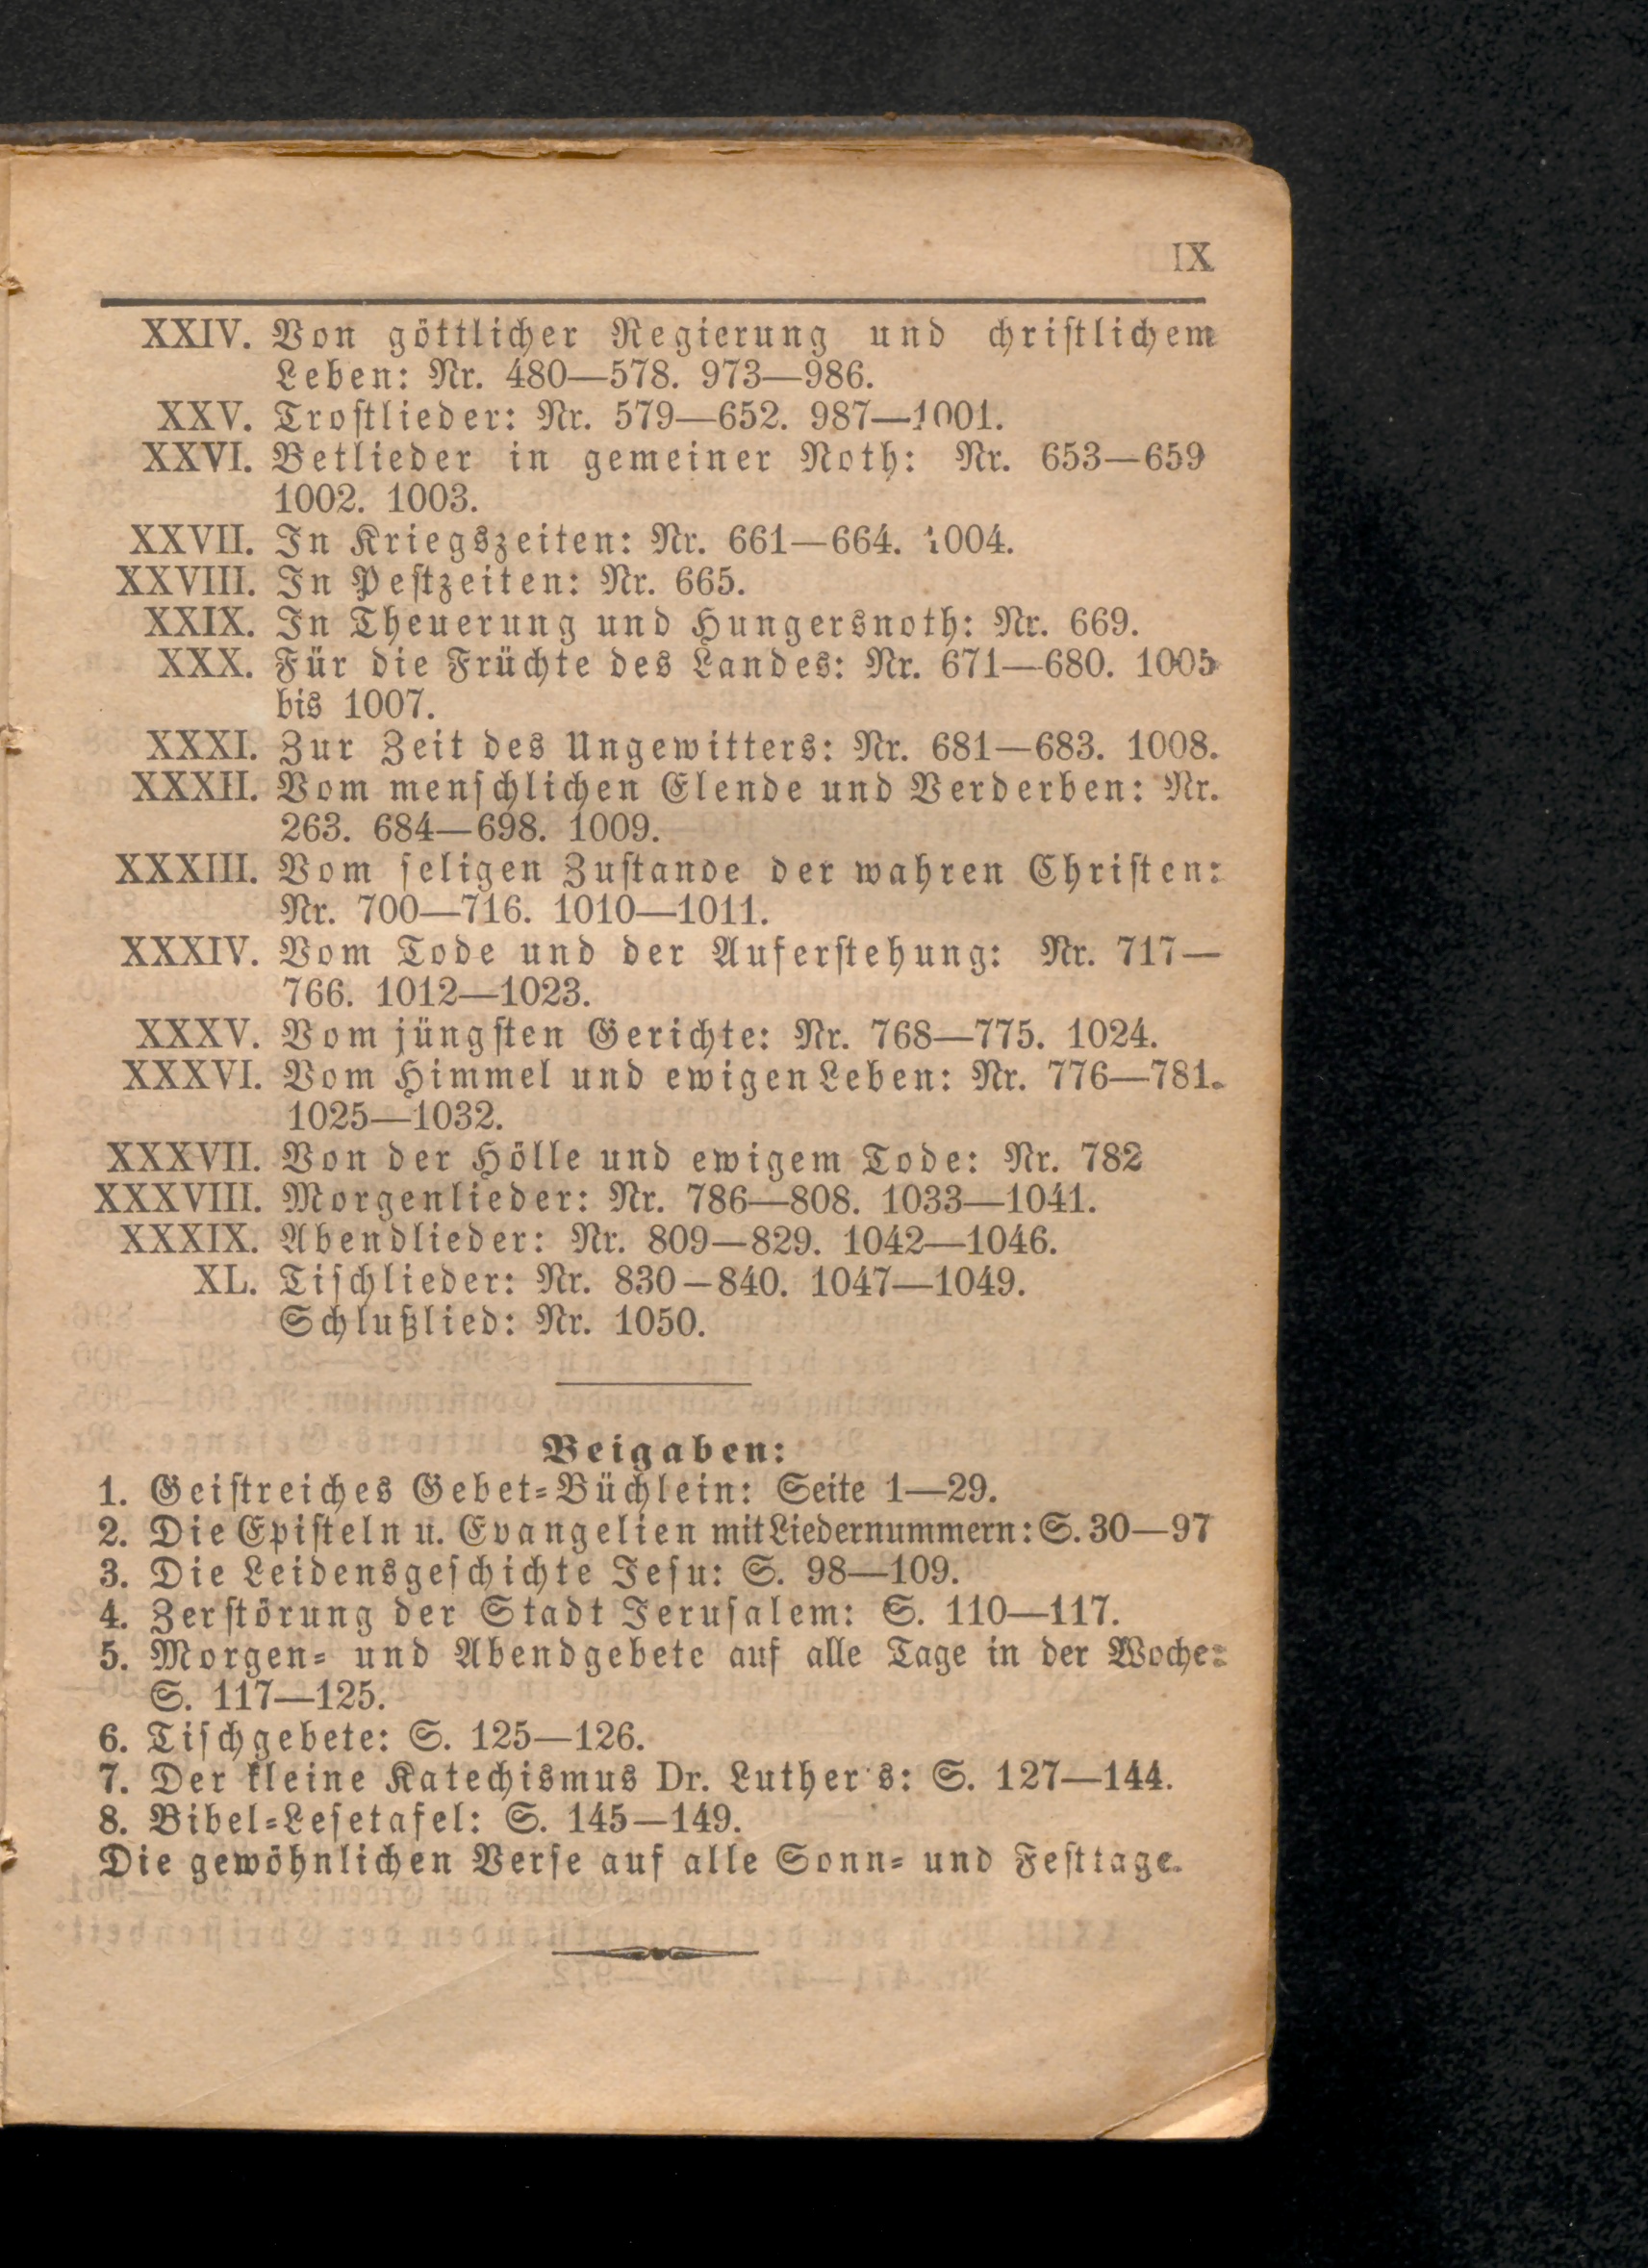 IX
XXIV. Von göttlicher Regierung und chriſtlichem
Leben: Nr. 480—578. 973—986.
XXV. Troſtlieder: Nr. 579—652. 987—1001.
XXVI. Betlieder in gemeiner Noth: Nr. 653—659
1002. 1003.
XXVII. In Kriegszeiten: Nr. 661—664. 1004.
XXVIII. In Peſtzeiten: Nr. 665.
XXIX. In Theuerung und Hungersnoth: Nr. 669.
XXX. Für die Früchte des Landes: Nr. 671—680. 1005
bis 1007.
XXXI. Zur Zeit des Ungewitters: Nr. 681—683. 1008.
XXXII. Vom menſchlichen Elende und Verderben: Nr.
263. 684—698. 1009.
XXXIII. Vom ſeligen Zuſtande der wahren Chriſten:
Nr. 700—716. 1010—1011.
XXXIV. Vom Tode und der Auferſtehung: Nr. 717—
766. 1012—1023.
XXXV. Vom jüngſten Gerichte: Nr. 768—775. 1024.
XXXVI. Vom Himmel und ewigen Leben: Nr. 776—781.
1025—1032.
XXXVII. Von der Hölle und ewigem Tode: Nr. 782
XXXVIII. Morgenlieder: Nr. 786—808. 1033—1041.
XXXIX. Abendlieder: Nr. 809—829. 1042—1046.
XL. Tiſchlieder: Nr. 830—840. 1047—1049.
Schlußlied: Nr. 1050.
Beigaben:
1. Geiſtreiches Gebet-Büchlein: Seite 1—29.
2. Die Epiſteln u. Evangelien mit Liedernummern: S. 30—97
3. Die Leidensgeſchichte Jeſu: S. 98—109.
4. Zerſtörung der Stadt Jeruſalem: S. 110—117.
5. Morgen- und Abendgebete auf alle Tage in der Woche:
S. 117—125.
6. Tiſchgebete: S. 125—126.
7. Der kleine Katechismus Dr. Luther's: S. 127—144.
8. Bibel-Leſetafel: S. 145—149.
Die gewöhnlichen Verſe auf alle Sonn- und Feſttage.